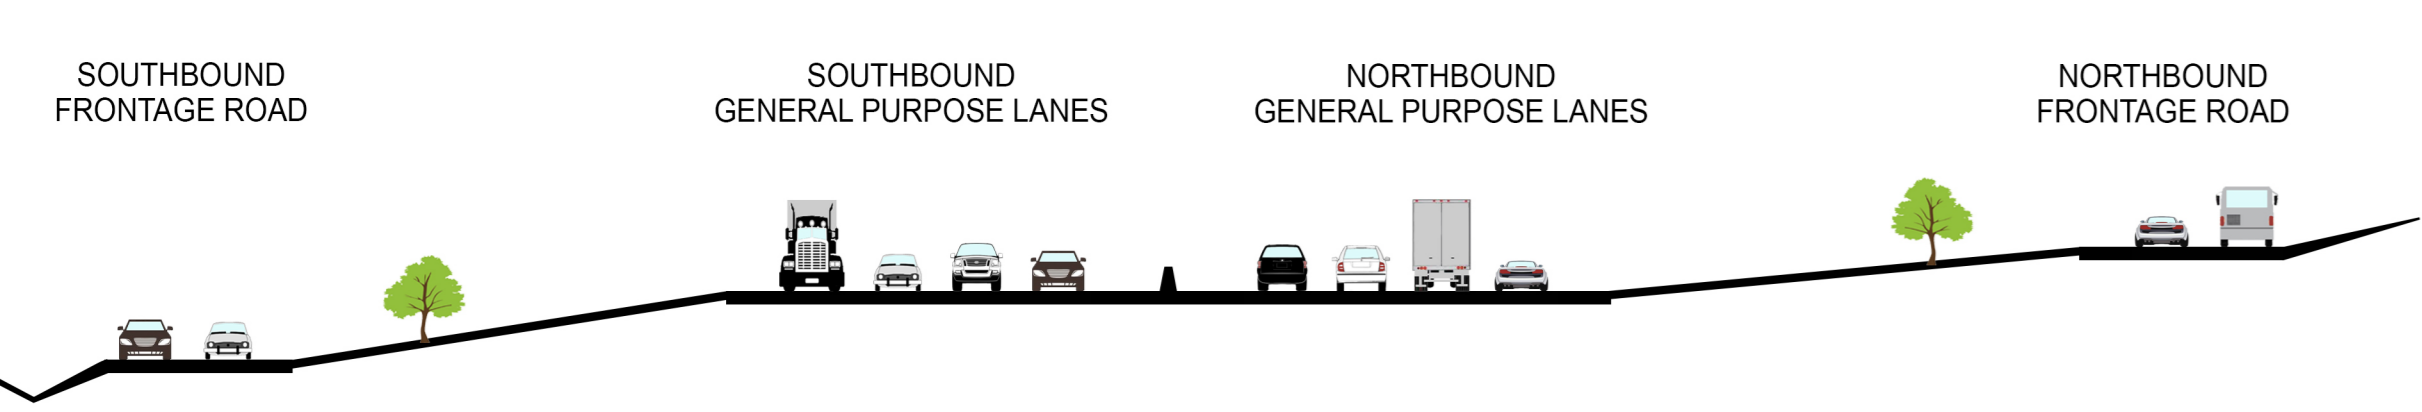 SOUTHBOUND
FRONTAGE ROAD
SOUTHBOUND
GENERAL PURPOSE LANES
NORTHBOUND
GENERAL PURPOSE LANES
NORTHBOUND
FRONTAGE ROAD